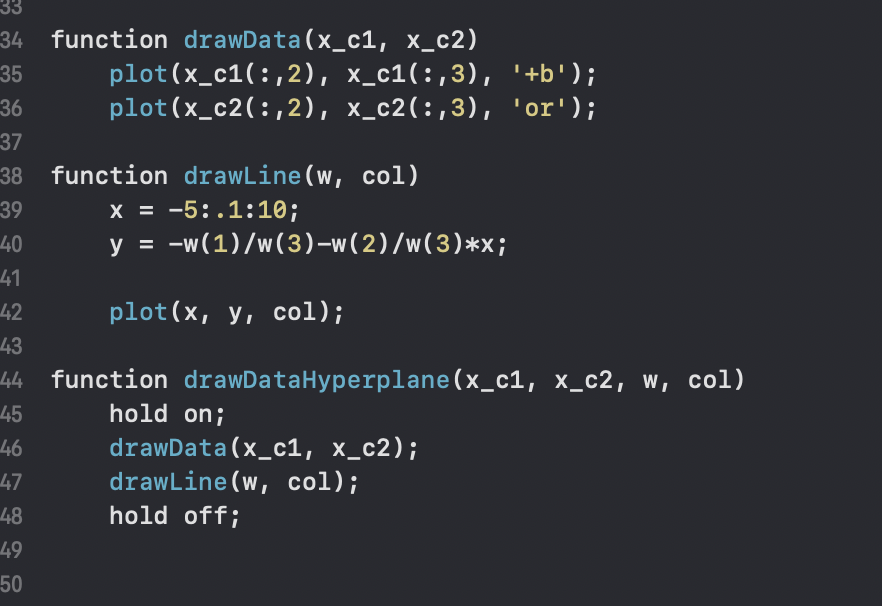 33
34 function drawData(x_c1, x_c2)
35     plot(x_c1(:,2), x_c1(:,3), '+b');
36     plot(x_c2(:,2), x_c2(:,3), 'or');
37
38 function drawLine(w, col)
39     x = -5:.1:10;
40     y = -w(1)/w(3)-w(2)/w(3)*x;
41
42     plot(x, y, col);
43
44 function drawDataHyperplane(x_c1, x_c2, w, col)
45     hold on;
46     drawData(x_c1, x_c2);
47     drawLine(w, col);
48     hold off;
49
50